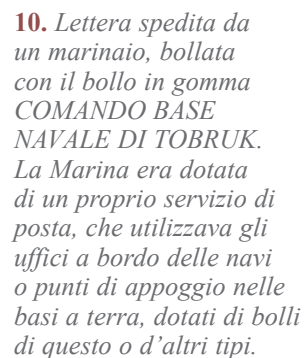 10. Lettera spedita da
un marinaio, bollata
con il bollo in gomma
COMANDO BASE
NAVALE DI TOBRUK.
La Marina era dotata
di un proprio servizio di
posta, che utilizzava gli
uffici a bordo delle navi
o punti di appoggio nelle
basi a terra, dotati di bolli
di questo o d'altri tipi.